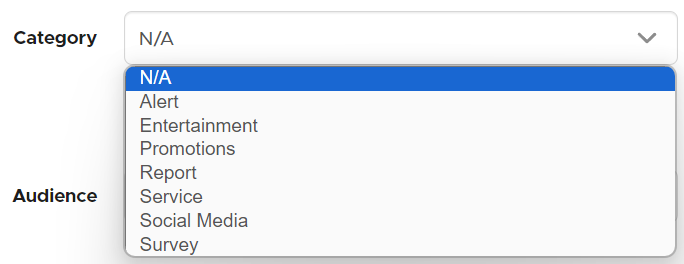 Category
N/A
N/A
Alert
Entertainment
Promotions
Report
Service
Social Media
Survey
Audience